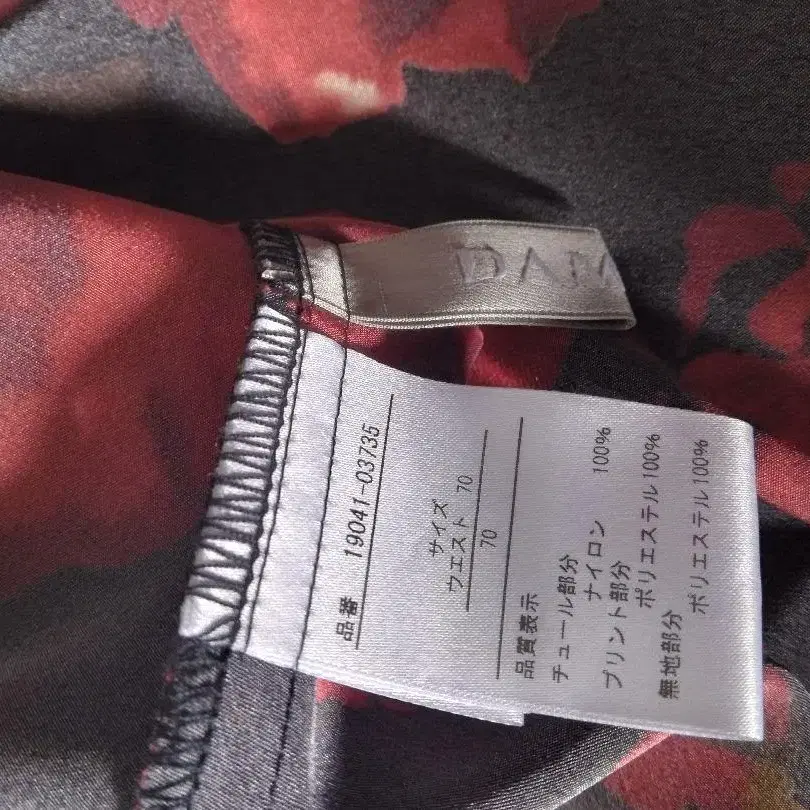 DAM
品番 19041-03735
サイズ
ウエスト 70
70
品質表示
チュール部分
ナイロン 100%
プリント部分
ポリエステル100%
無地部分
ポリエステル100%